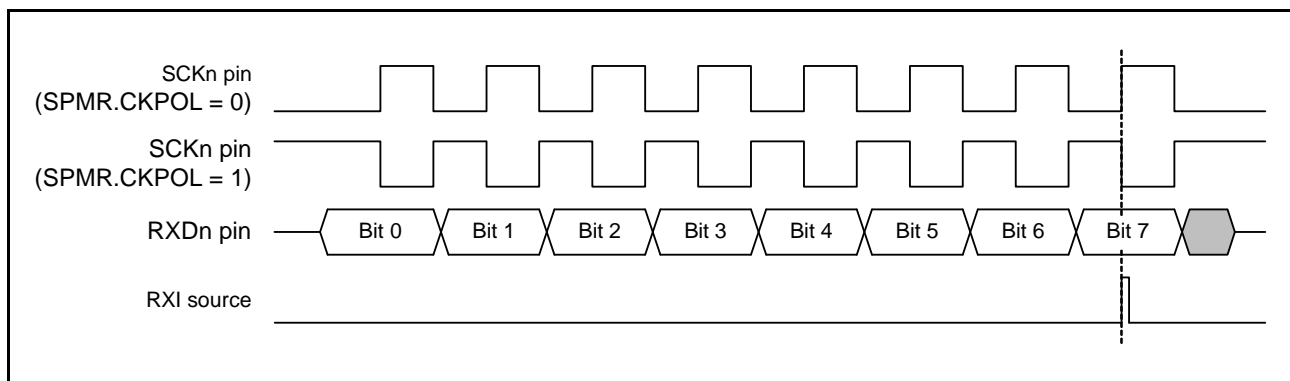 SCKn pin
(SPMR.CKPOL = 0)
SCKn pin
(SPMR.CKPOL = 1)
RXDn pin
Bit 0 Bit 1 Bit 2 Bit 3 Bit 4 Bit 5 Bit 6 Bit 7
RXI source